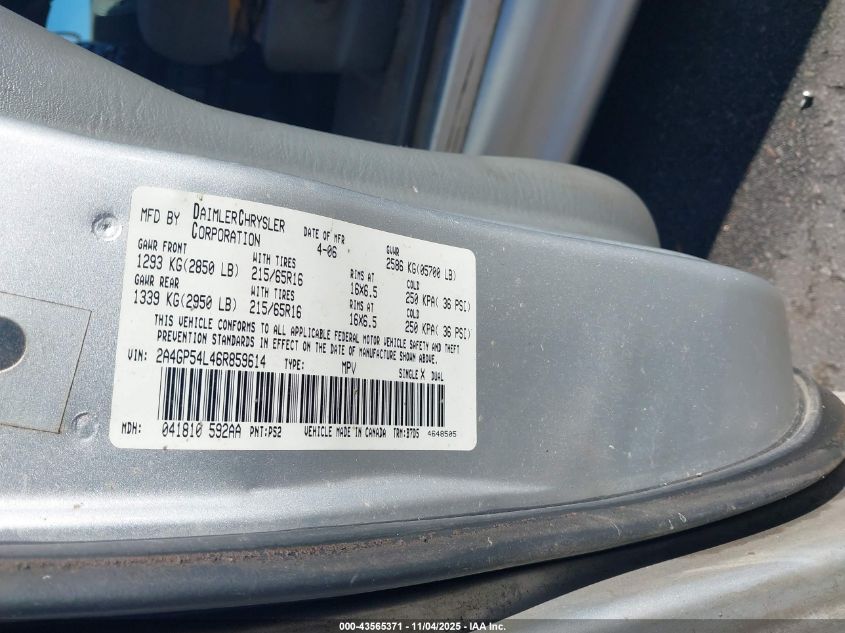 MFD BY DAIMLERCHRYSLER CORPORATION DATE OF MFR 4-06 GVWR 2586 KG(05700 LB)
GAWR FRONT WITH TIRES RIMS AT COLD
1293 KG(2850 LB) 215/65R16 16X6.5 250 KPA( 36 PSI)
GAWR REAR WITH TIRES RIMS AT COLD
1339 KG(2950 LB) 215/65R16 16X6.5 250 KPA( 36 PSI)
THIS VEHICLE CONFORMS TO ALL APPLICABLE FEDERAL MOTOR VEHICLE SAFETY AND THEFT
PREVENTION STANDARDS IN EFFECT ON THE DATE OF MANUFACTURE SHOWN ABOVE.
VIN: 2A4GP54L46R859614 TYPE: MPV SINGLE X DUAL
MDH: 041810 592AA PNT:PS2 VEHICLE MADE IN CANADA TRM:B7D5 4648505
000-43565371 - 11/04/2025 - IAA Inc.